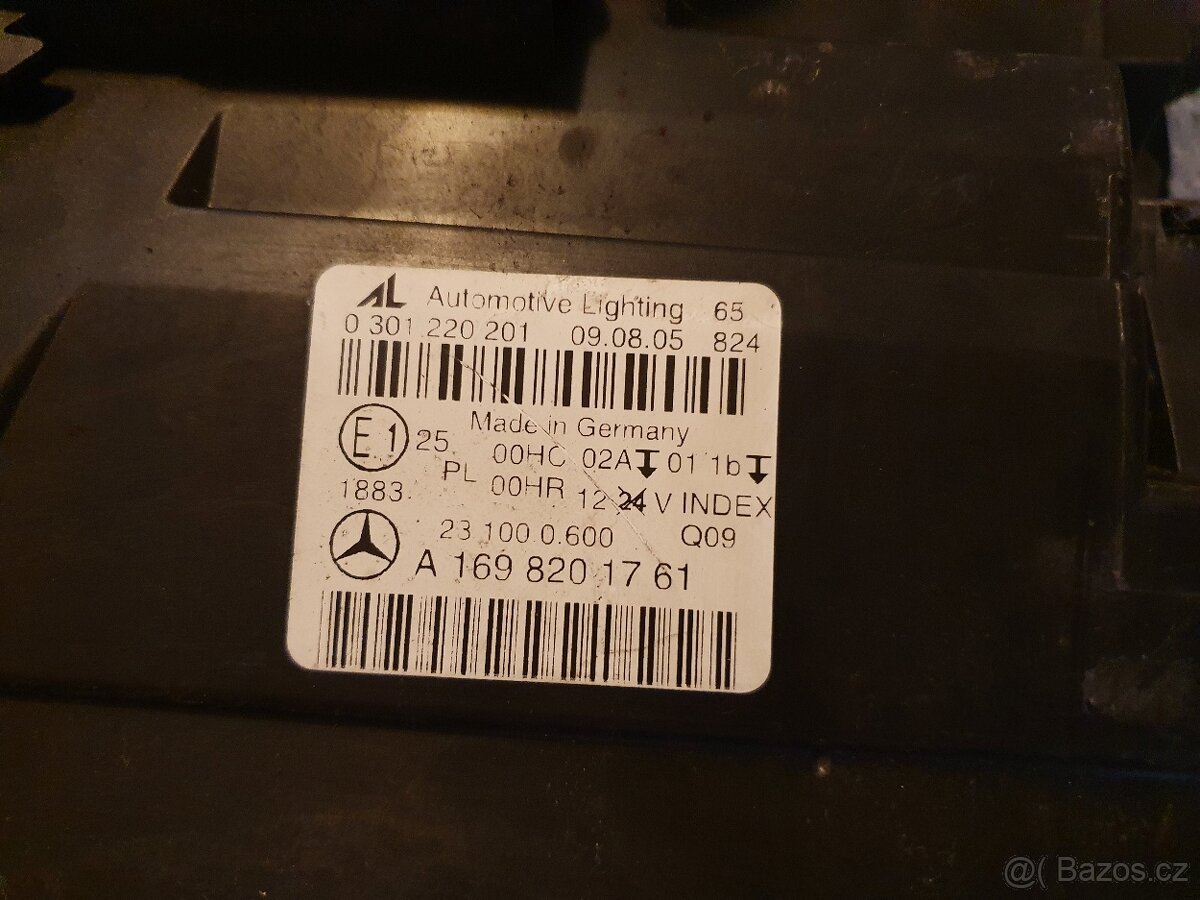 AL Automotive Lighting 65
0 301 220 201 09.08.05 824
Made in Germany
E1 25 00HC 02A 01 1b
PL 00HR 12 24 V INDEX
1883
23 100 0.600 Q09
A 169 820 17 61
@( Bazos.cz